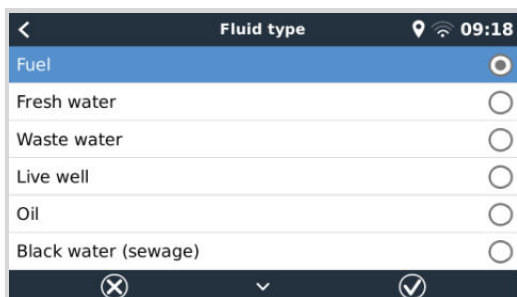 Fluid type 09:18
Fuel
Fresh water
Waste water
Live well
Oil
Black water (sewage)